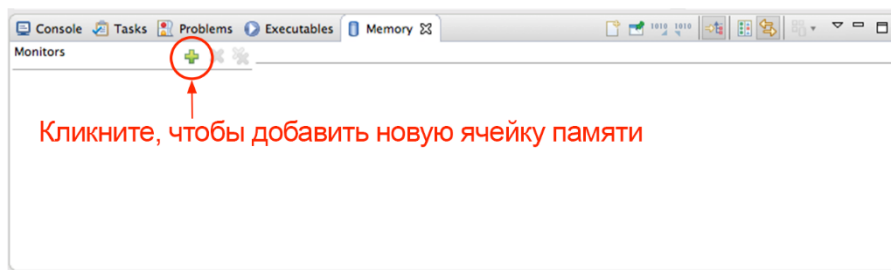 Console Tasks Problems Executables Memory
Monitors
Кликните, чтобы добавить новую ячейку памяти